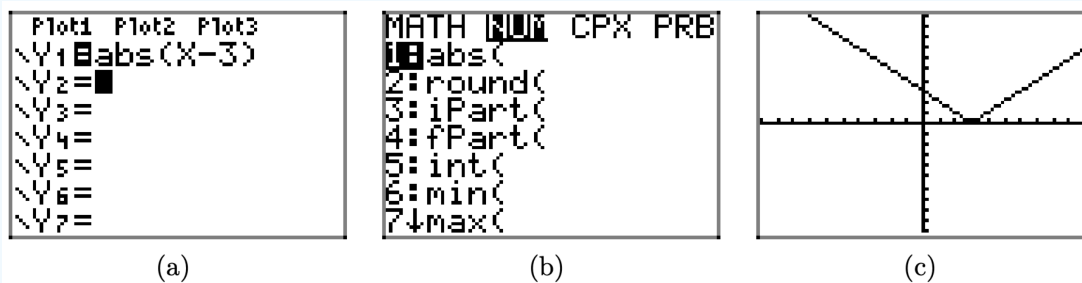 Plot1 Plot2 Plot3
\Y1=abs(X-3)
\Y2=
\Y3=
\Y4=
\Y5=
\Y6=
\Y7=
MATH NUM CPX PRB
1:abs(
2:round(
3:iPart(
4:fPart(
5:int(
6:min(
7↓max(
(a)
(b)
(c)